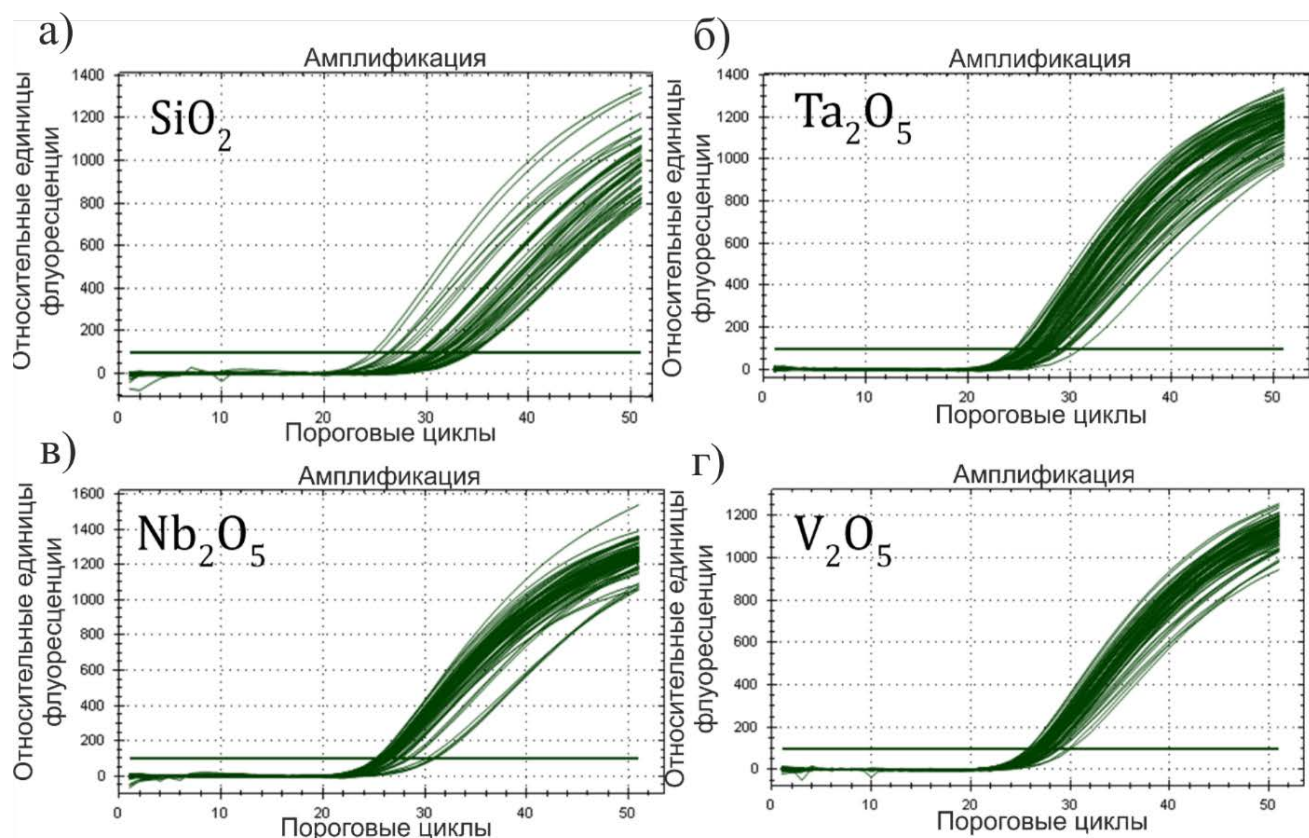 а)
Амплификация
Относительные единицы
флуоресценции
SiO₂
1400
1200
1000
800
600
400
200
0
0 10 20 30 40 50
Пороговые циклы
б)
Амплификация
Относительные единицы
флуоресценции
Ta₂O₅
1400
1200
1000
800
600
400
200
0
0 10 20 30 40 50
Пороговые циклы
в)
Амплификация
Относительные единицы
флуоресценции
Nb₂O₅
1600
1400
1200
1000
800
600
400
200
0
0 10 20 30 40 50
Пороговые циклы
г)
Амплификация
Относительные единицы
флуоресценции
V₂O₅
1200
1000
800
600
400
200
0
0 10 20 30 40 50
Пороговые циклы